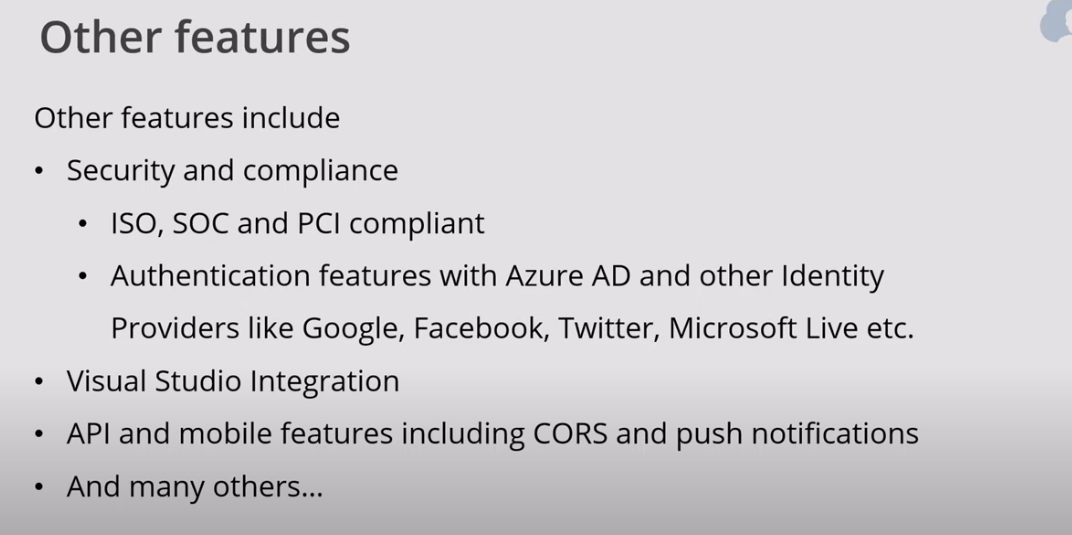 Other features
Other features include
• Security and compliance
• ISO, SOC and PCI compliant
• Authentication features with Azure AD and other Identity
Providers like Google, Facebook, Twitter, Microsoft Live etc.
• Visual Studio Integration
• API and mobile features including CORS and push notifications
• And many others...